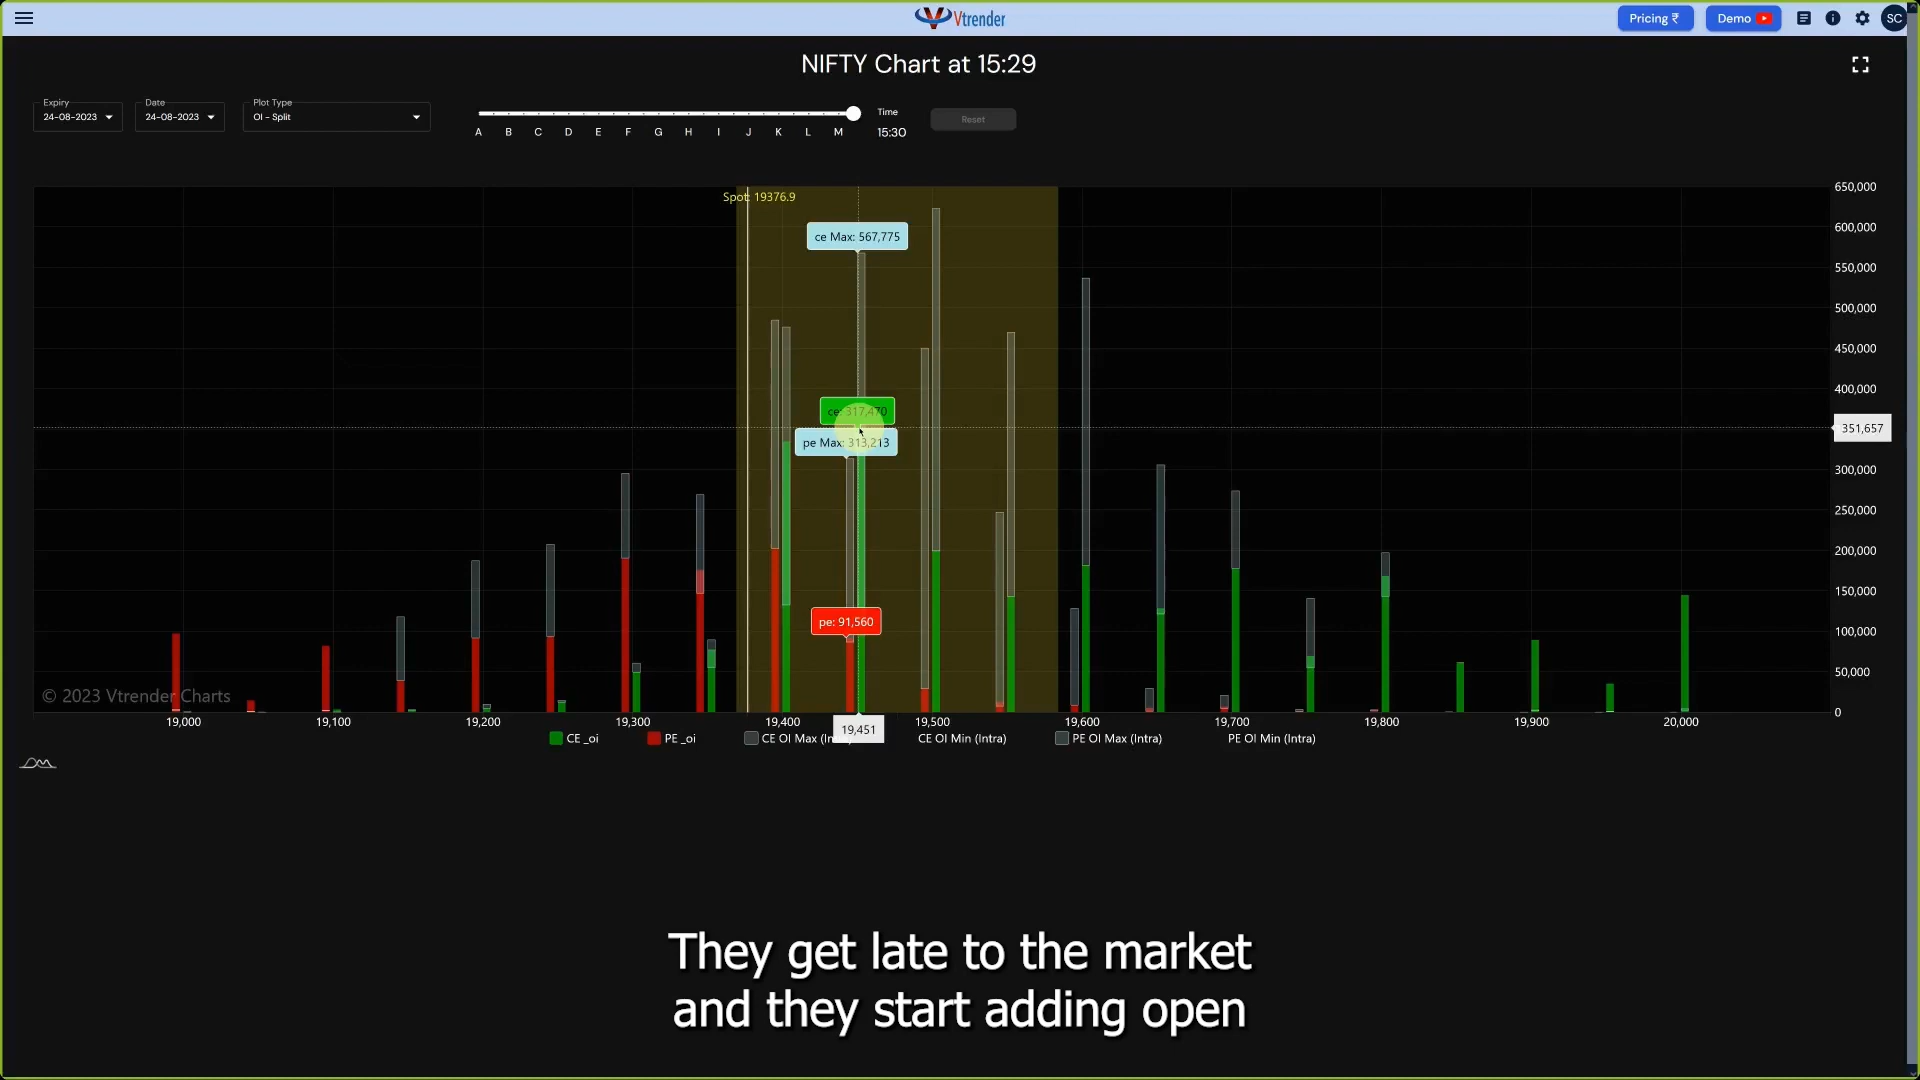 Vtrender
Pricing ₹
Demo
SC
NIFTY Chart at 15:29
Expiry
24-08-2023
Date
24-08-2023
Plot Type
OI - Split
A B C D E F G H I J K L M
Time
15:30
Reset
Spot: 19376.9
ce Max: 567,775
ce: 317,470
pe Max: 313,213
pe: 91,560
650,000
600,000
550,000
500,000
450,000
400,000
351,657
300,000
250,000
200,000
150,000
100,000
50,000
0
© 2023 Vtrender Charts
19,000 19,100 19,200 19,300 19,400 19,451 19,500 19,600 19,700 19,800 19,900 20,000
CE _oi PE _oi CE OI Max (In CE OI Min (Intra) PE OI Max (Intra) PE OI Min (Intra)
They get late to the market
and they start adding open